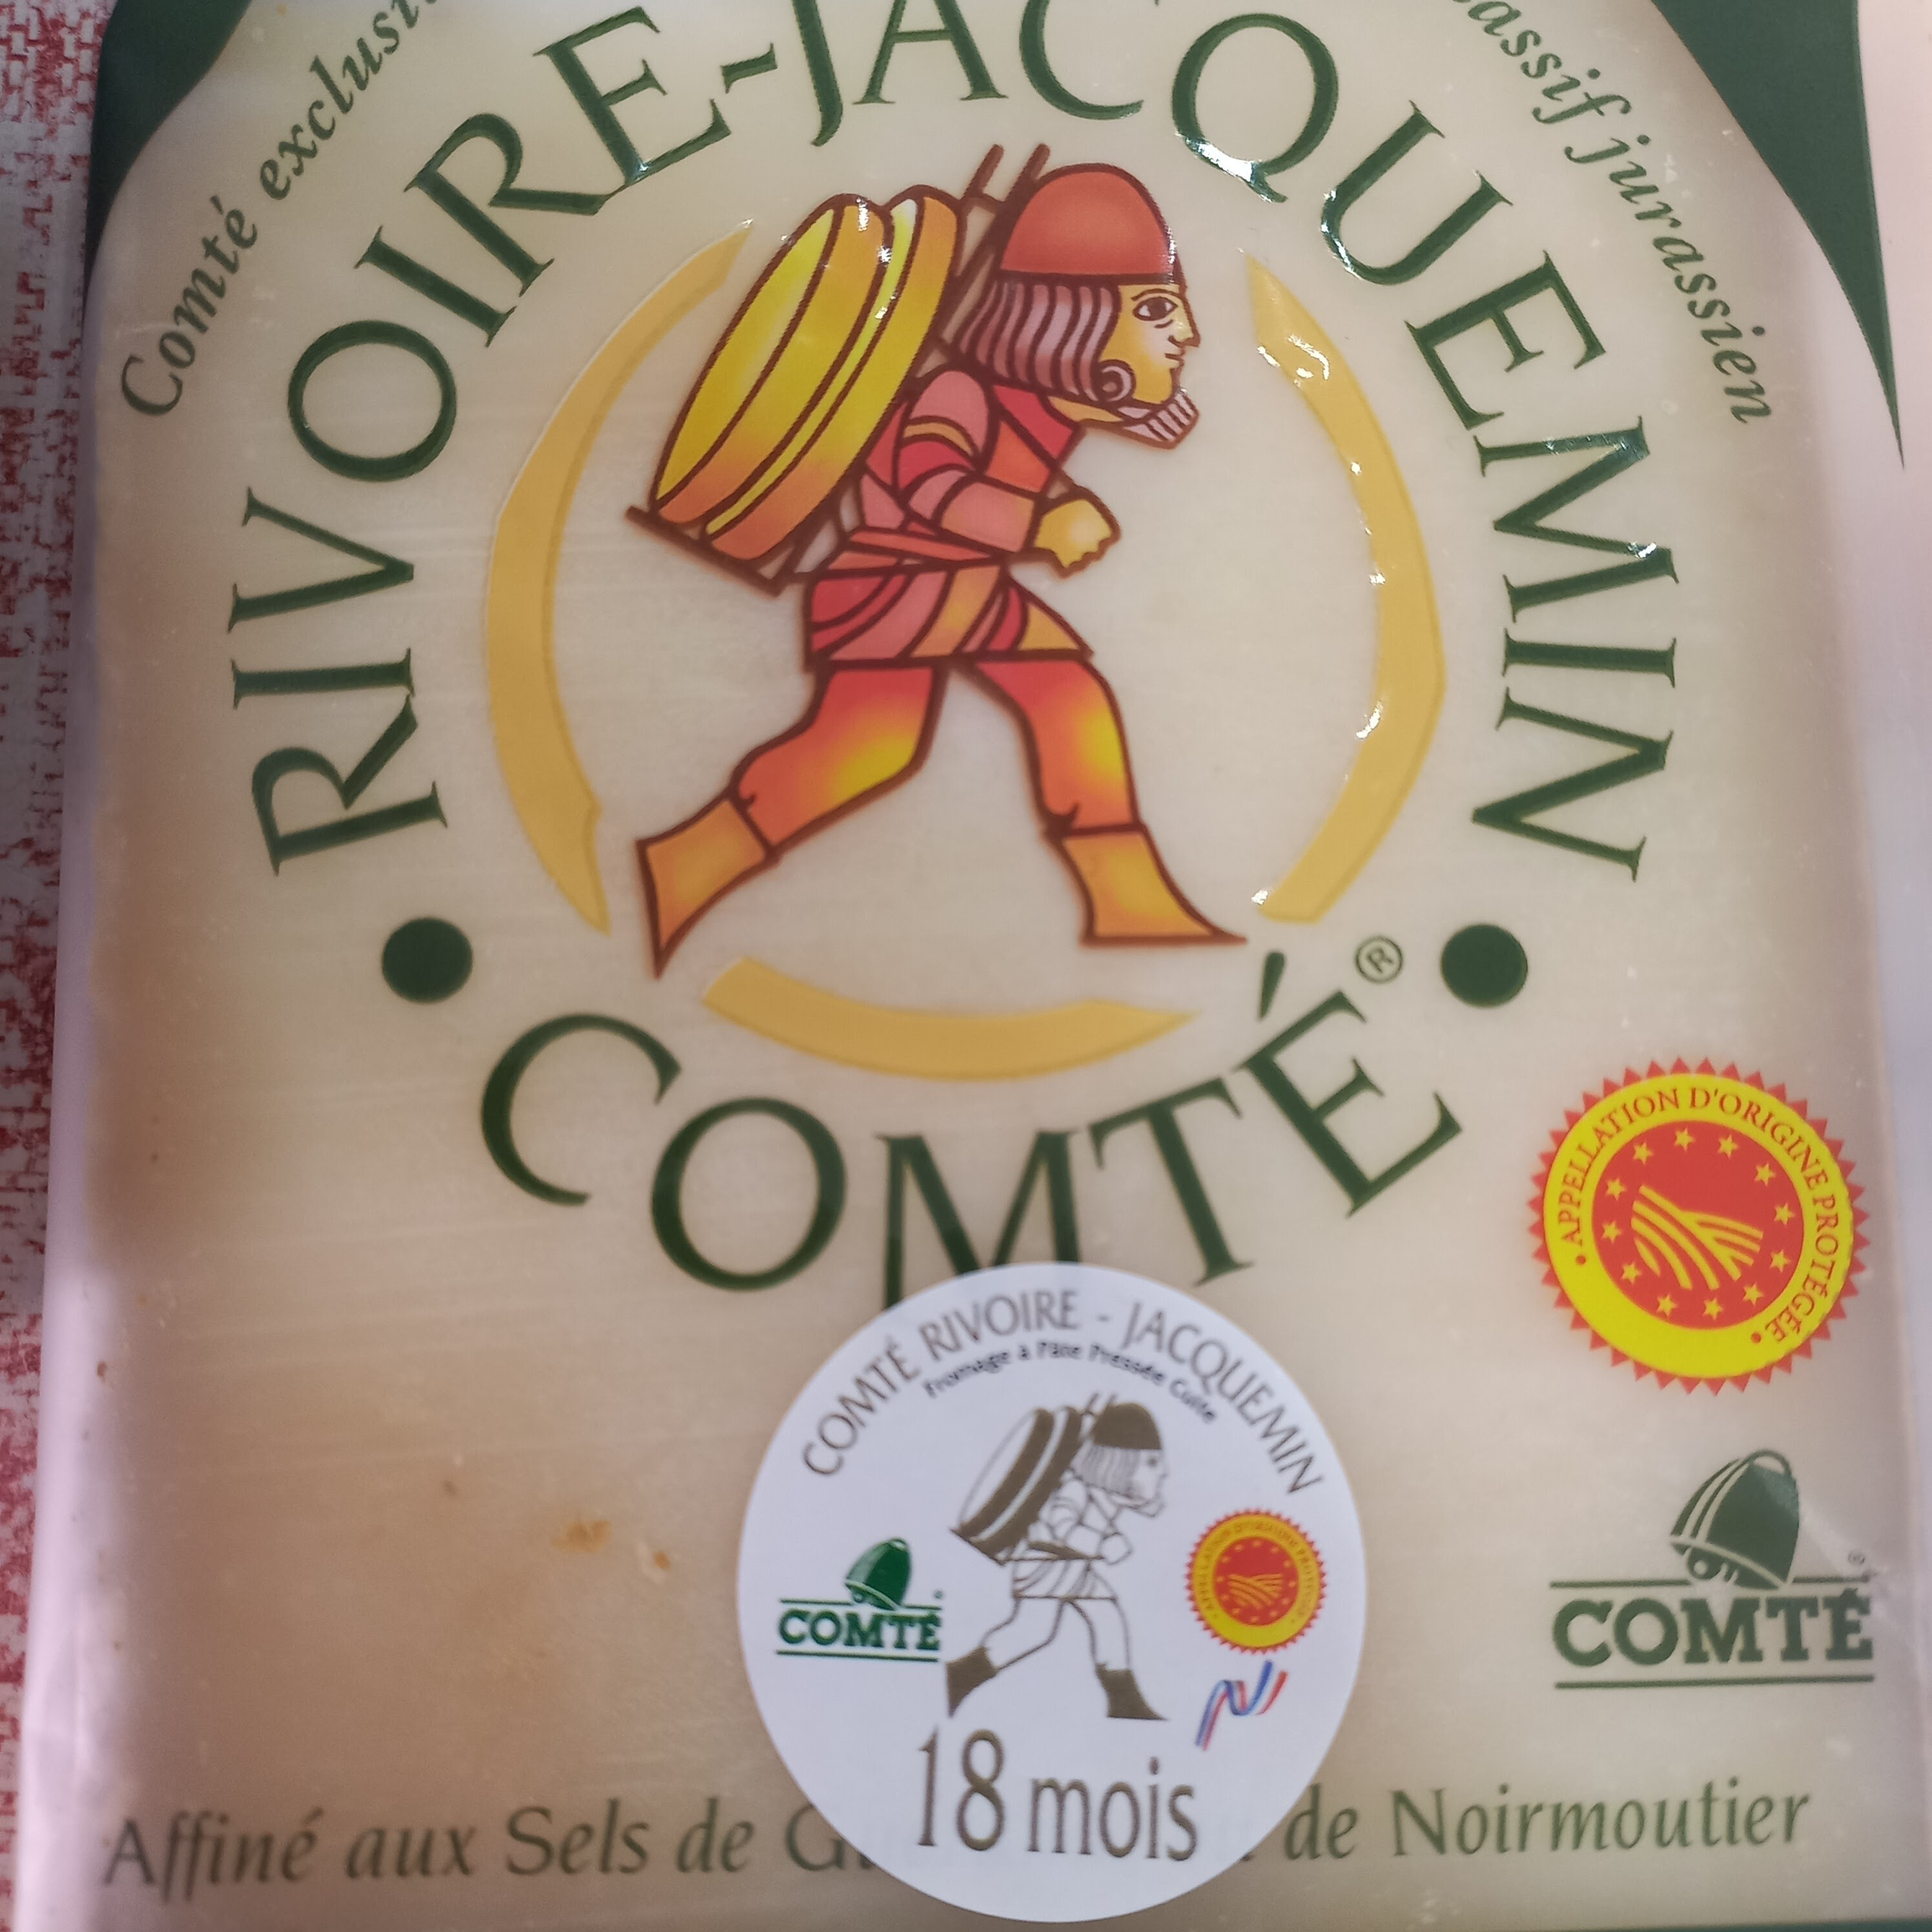 Comté
assif jurassien
RIVOIRE-JACQUEMIN
• COMTÉ® •
• APPELLATION D'ORIGINE PROTÉGÉE •
COMTÉ RIVOIRE - JACQUEMIN
Fromage à Pâte Pressée Cuite
COMTÉ
18 mois
COMTÉ
Affiné aux Sels de
de Noirmoutier